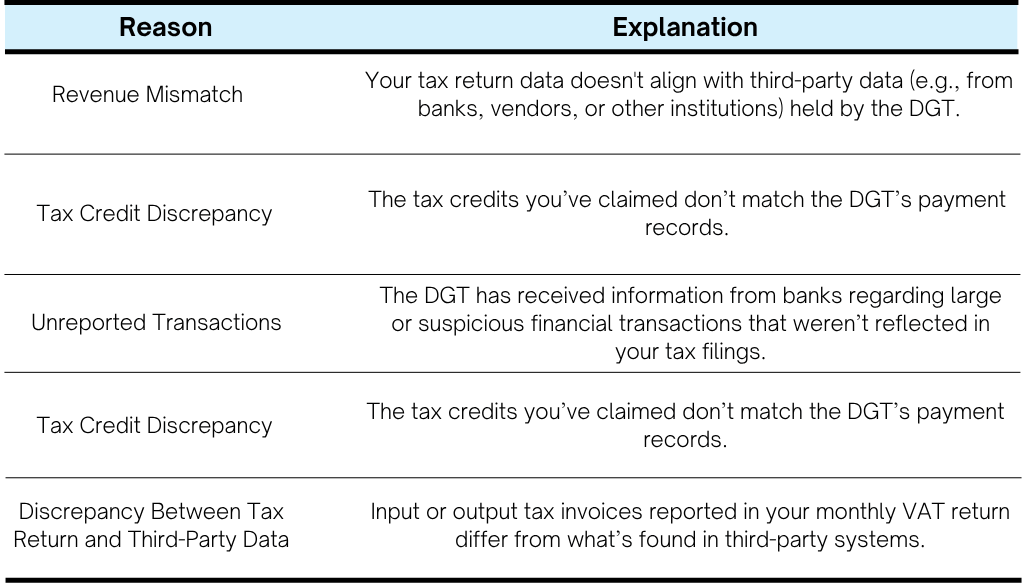 Reason
Explanation
Revenue Mismatch
Your tax return data doesn't align with third-party data (e.g., from
banks, vendors, or other institutions) held by the DGT.
Tax Credit Discrepancy
The tax credits you’ve claimed don’t match the DGT’s payment
records.
Unreported Transactions
The DGT has received information from banks regarding large
or suspicious financial transactions that weren’t reflected in
your tax filings.
Tax Credit Discrepancy
The tax credits you’ve claimed don’t match the DGT’s payment
records.
Discrepancy Between Tax
Return and Third-Party Data
Input or output tax invoices reported in your monthly VAT return
differ from what’s found in third-party systems.